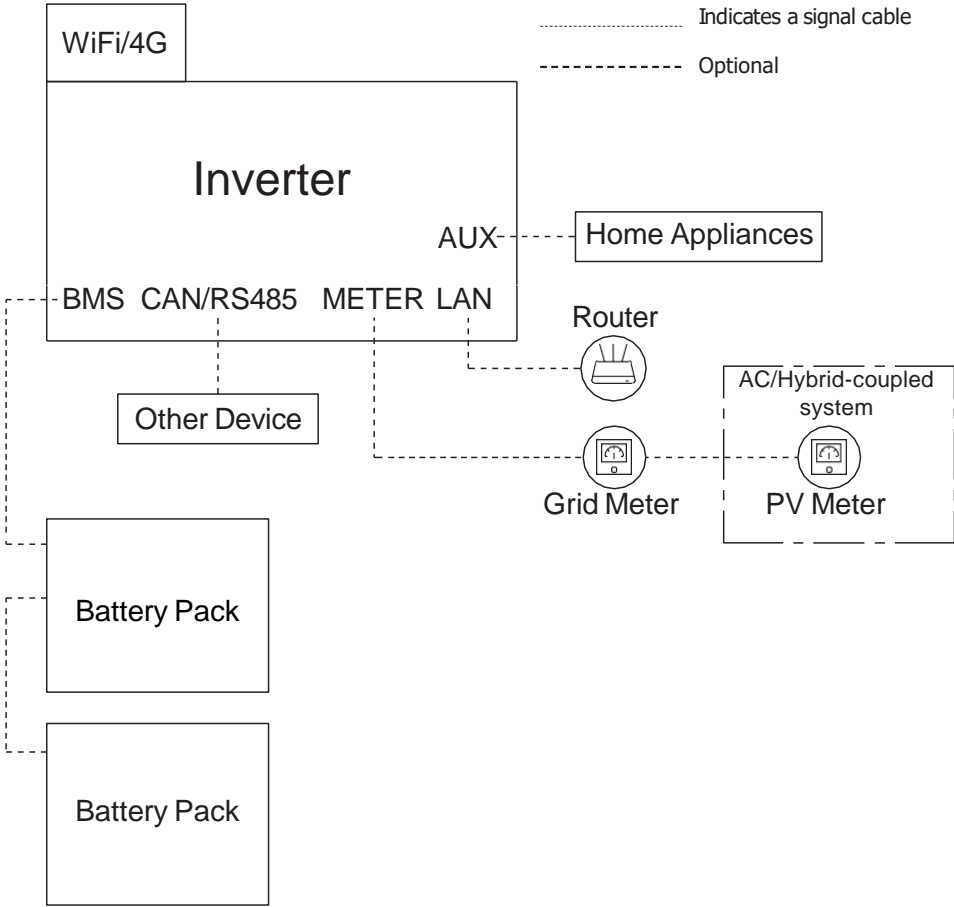 WiFi/4G
Indicates a signal cable
Optional
Inverter
AUX
Home Appliances
BMS CAN/RS485 METER LAN
Router
AC/Hybrid-coupled
system
Other Device
Grid Meter
PV Meter
Battery Pack
Battery Pack